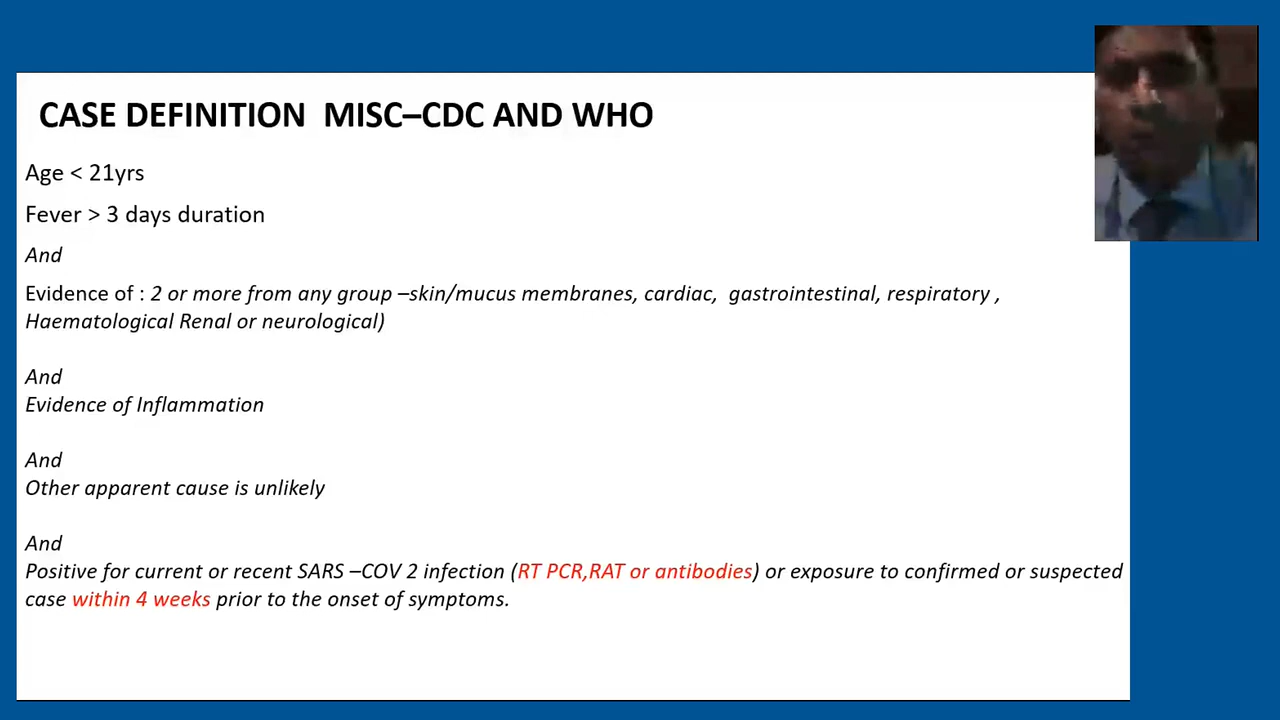 CASE DEFINITION MISC–CDC AND WHO
Age < 21yrs
Fever > 3 days duration
And
Evidence of : 2 or more from any group –skin/mucus membranes, cardiac, gastrointestinal, respiratory ,
Haematological Renal or neurological)
And
Evidence of Inflammation
And
Other apparent cause is unlikely
And
Positive for current or recent SARS –COV 2 infection (RT PCR,RAT or antibodies) or exposure to confirmed or suspected
case within 4 weeks prior to the onset of symptoms.